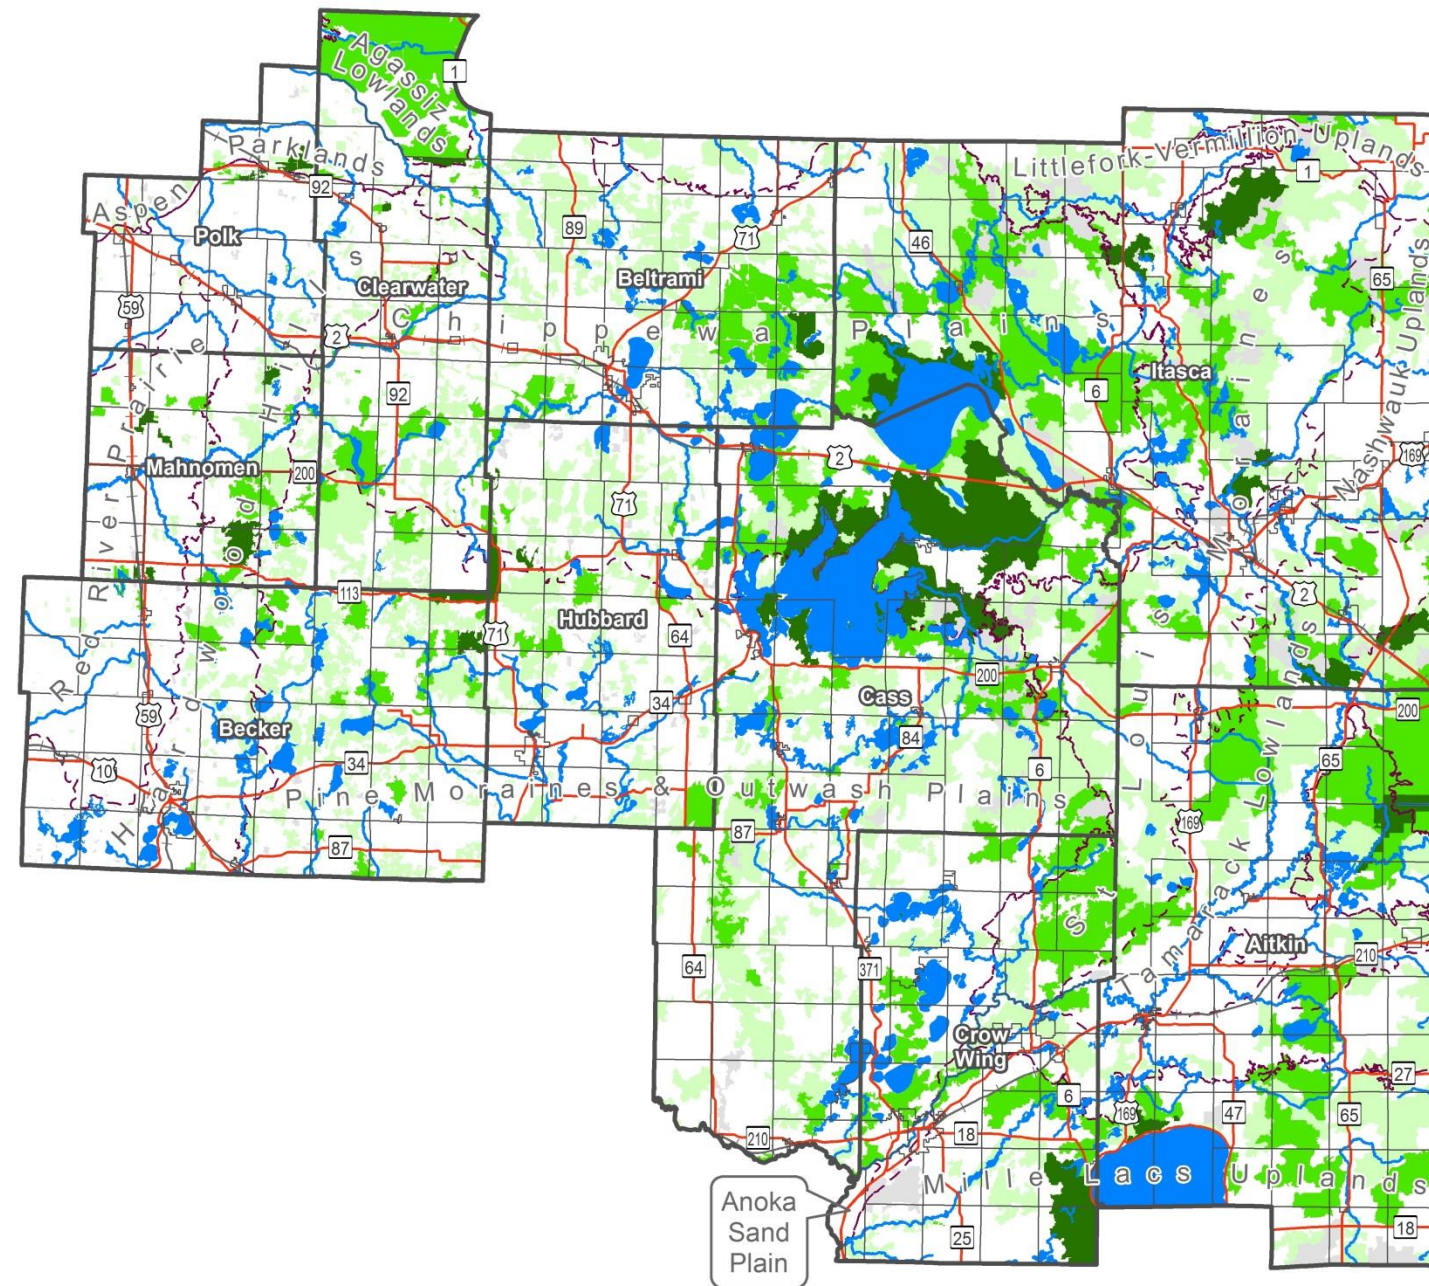 Agassiz
Lowlands
1
Littlefork-Vermillion Uplands
1
Aspen Parklands
92
Polk
89
71
46
65
Clearwater
Beltrami
59
2
Chippewa Plains
Itasca
6
Nashwauk Uplands
92
Red River Prairie
Hardwood Hills
Mahnomen
200
2
169
71
St. Louis Moraines
113
71
Hubbard
64
2
200
Cass
34
59
Becker
84
200
10
34
6
65
Pine Moraines & Outwash Plains
87
87
169
Tamarack Lowlands
64
371
Aitkin
210
Crow
Wing
27
6
169
47
65
210
18
Mille Lacs Uplands
Anoka
Sand
Plain
25
18